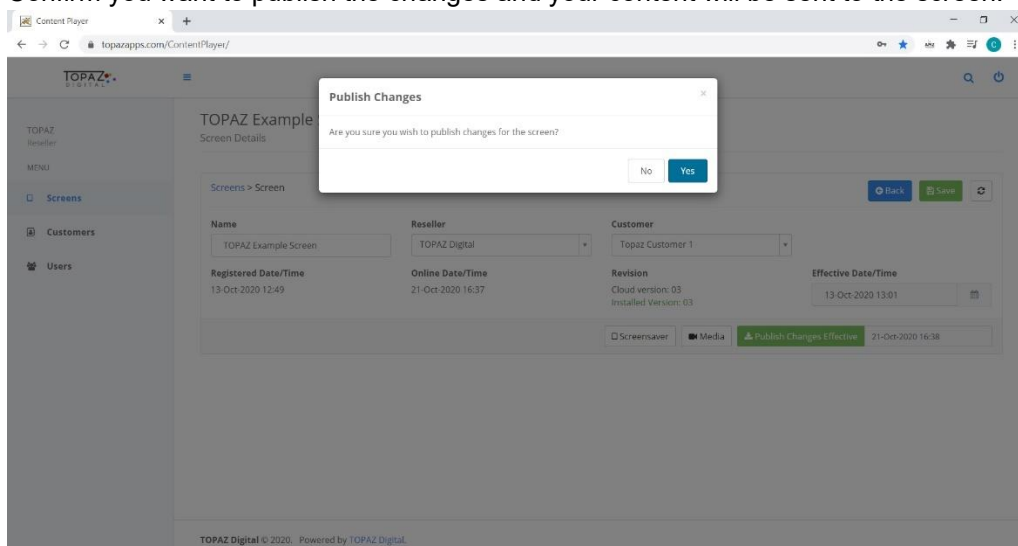 Confirm you want to publish the changes and your content will be sent to the screen.
Content Player
topazapps.com/ContentPlayer/
TOPAZ
DIGITAL
Publish Changes
Are you sure you wish to publish changes for the screen?
No
Yes
TOPAZ Example
Screen Details
TOPAZ
Reseller
MENU
Screens
Customers
Users
Screens > Screen
Back
Save
Name
Reseller
Customer
TOPAZ Example Screen
TOPAZ Digital
Topaz Customer 1
Registered Date/Time
Online Date/Time
Revision
Effective Date/Time
13-Oct-2020 12:49
21-Oct-2020 16:37
Cloud version: 03
13-Oct-2020 13:01
Installed Version: 03
Screensaver
Media
Publish Changes Effective
21-Oct-2020 16:38
TOPAZ Digital © 2020. Powered by TOPAZ Digital.